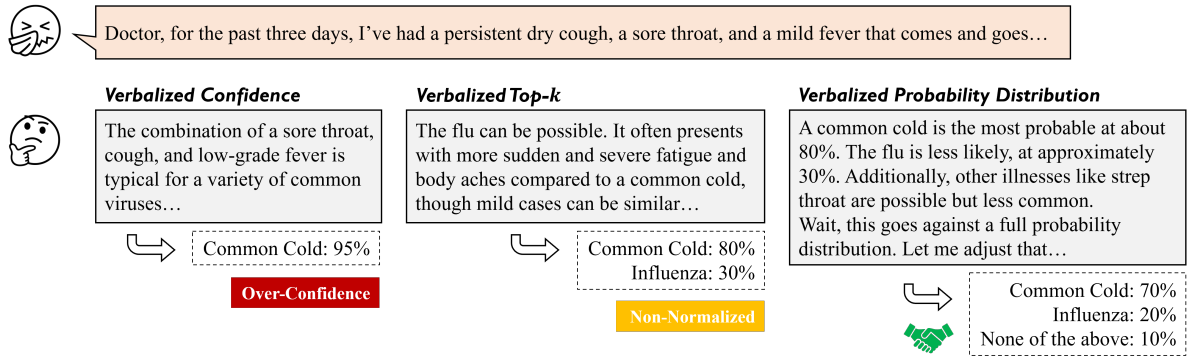 Doctor, for the past three days, I've had a persistent dry cough, a sore throat, and a mild fever that comes and goes…
Verbalized Confidence
The combination of a sore throat,
cough, and low-grade fever is
typical for a variety of common
viruses…
Common Cold: 95%
Over-Confidence
Verbalized Top-k
The flu can be possible. It often presents
with more sudden and severe fatigue and
body aches compared to a common cold,
though mild cases can be similar…
Common Cold: 80%
Influenza: 30%
Non-Normalized
Verbalized Probability Distribution
A common cold is the most probable at about
80%. The flu is less likely, at approximately
30%. Additionally, other illnesses like strep
throat are possible but less common.
Wait, this goes against a full probability
distribution. Let me adjust that…
Common Cold: 70%
Influenza: 20%
None of the above: 10%